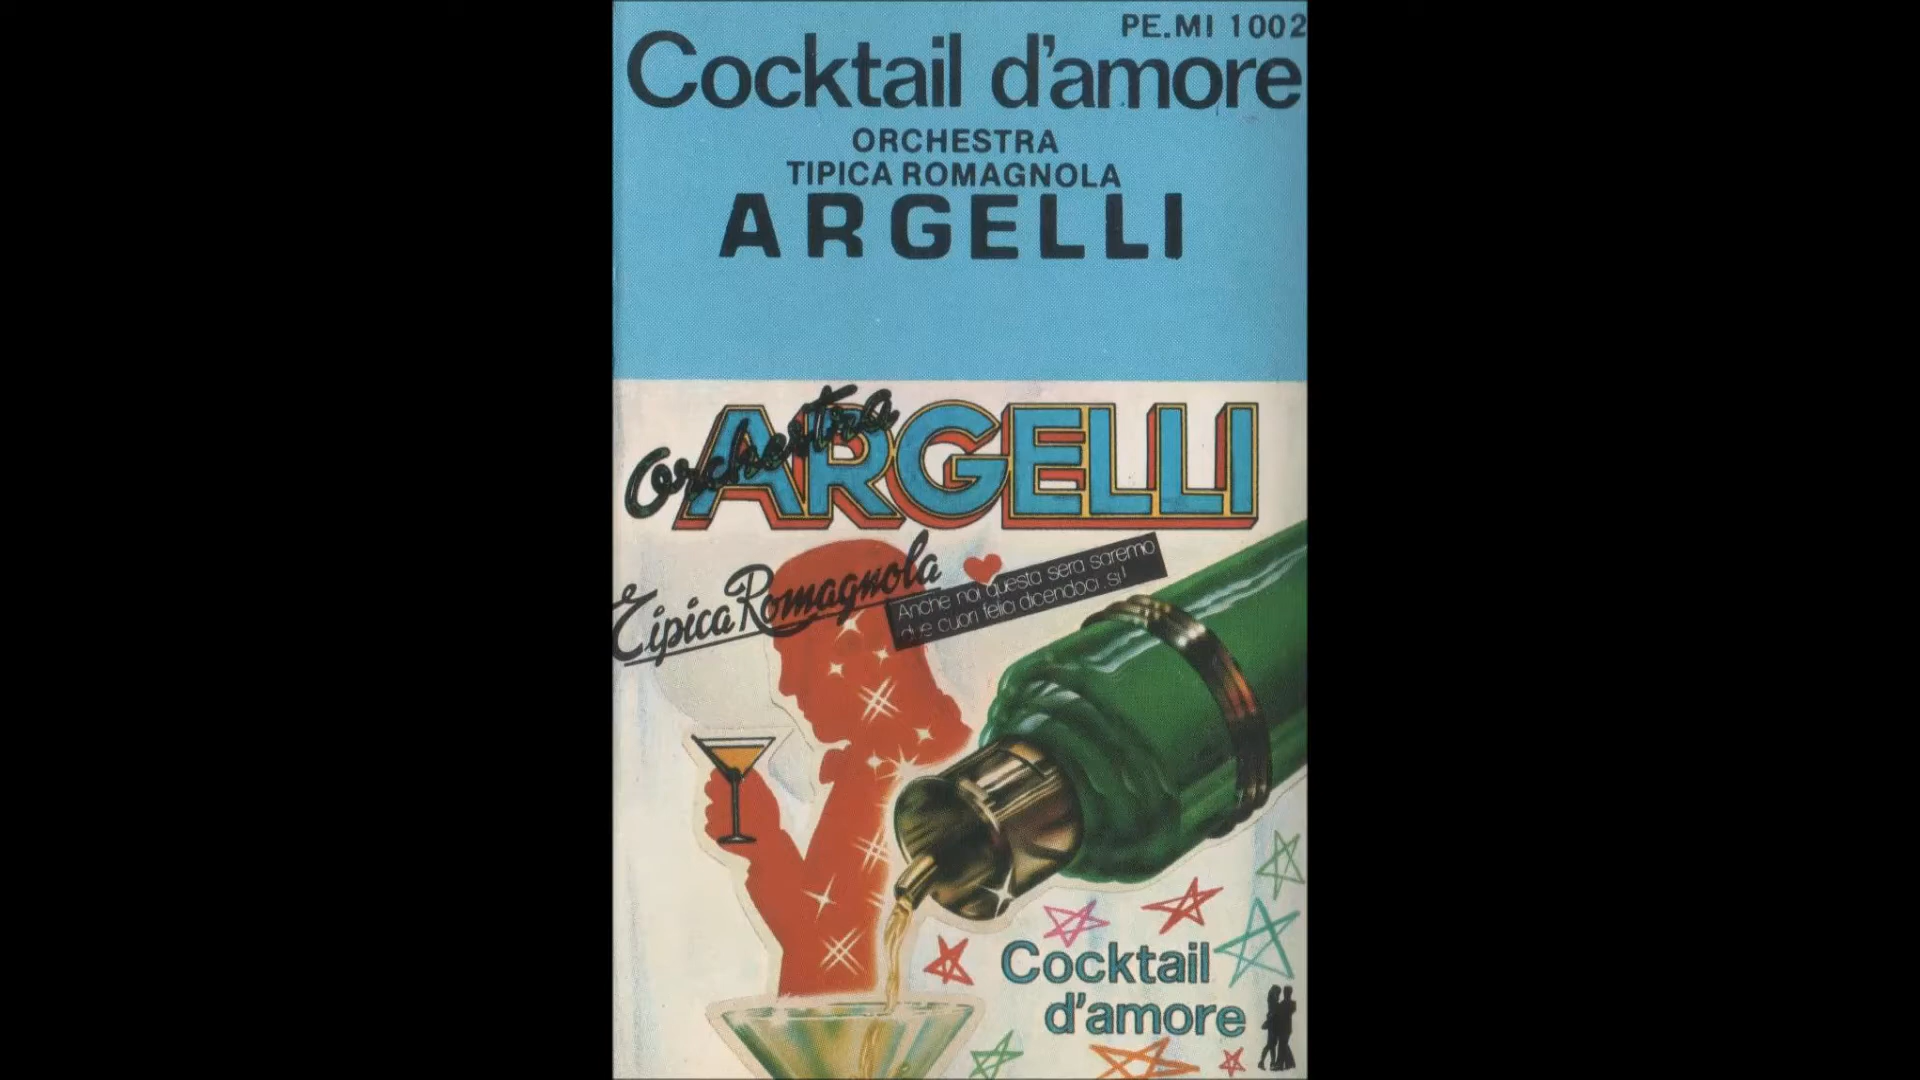 PE.MI 1002
Cocktail d'amore
ORCHESTRA
TIPICA ROMAGNOLA
ARGELLI
Orchestra ARGELLI
Tipica Romagnola
Anche noi questa sera saremo
due cuori felici dicendoci .si!
Cocktail
d'amore